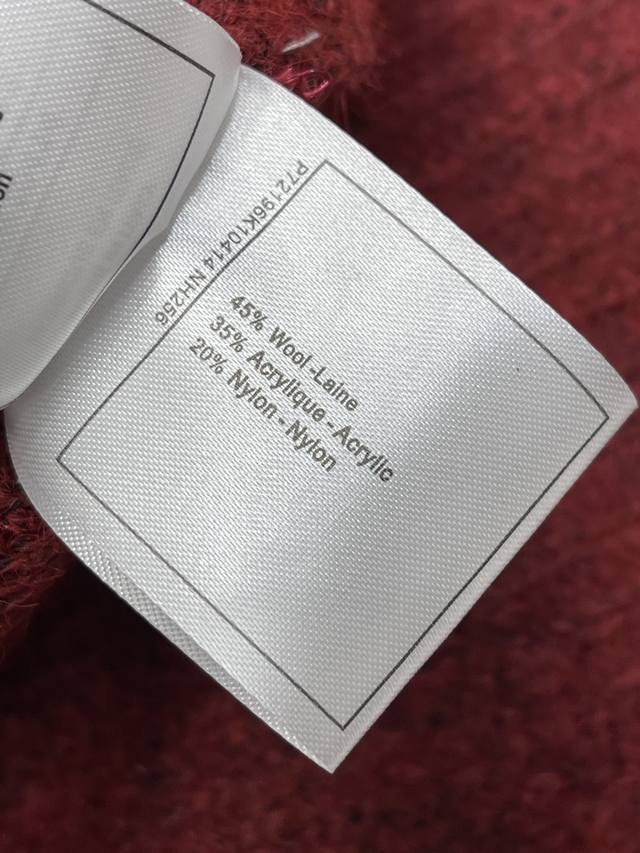 P72196K10414 NH256
45% Wool -Laine
35% Acrylique - Acrylic
20% Nylon - Nylon